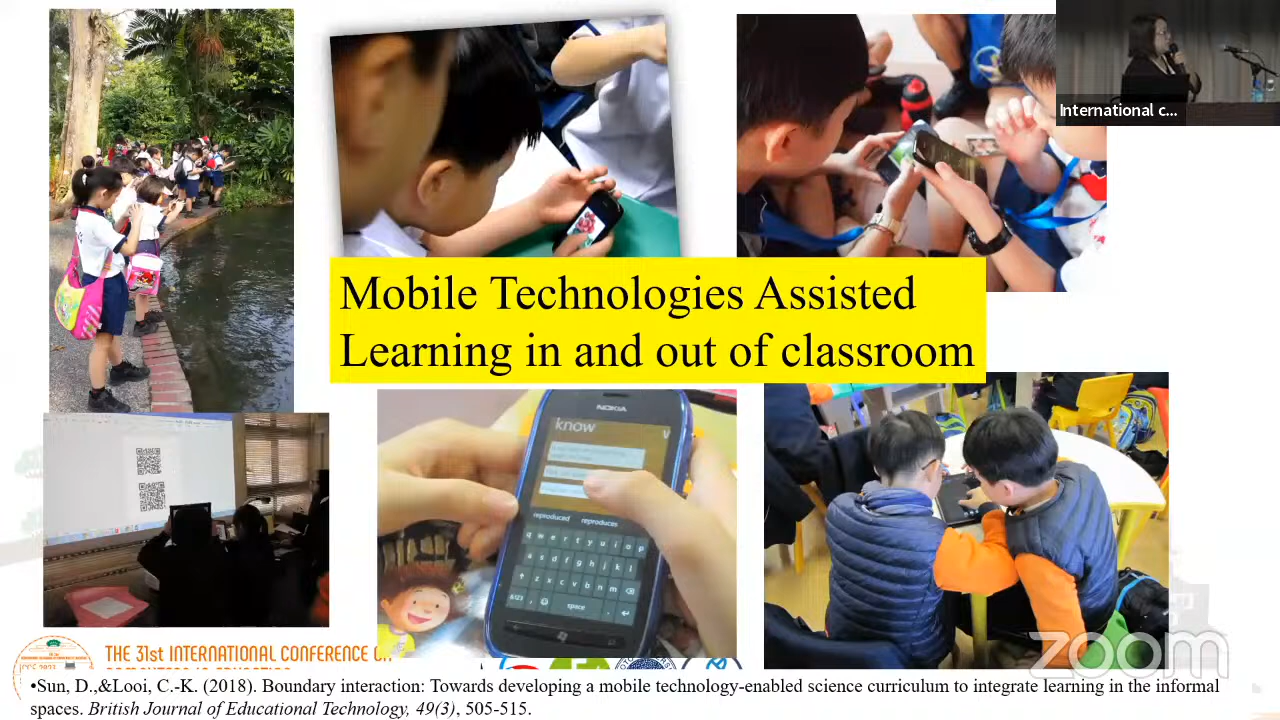 International c...
Mobile Technologies Assisted
Learning in and out of classroom
NOKIA
know
reproduced reproduces
q w e r t y u i o p
a s d f g h j k l
z x c v b n m
space
THE 31st INTERNATIONAL CONFERENCE
zoom
•Sun, D.,&Looi, C.-K. (2018). Boundary interaction: Towards developing a mobile technology-enabled science curriculum to integrate learning in the informal
spaces. British Journal of Educational Technology, 49(3), 505-515.